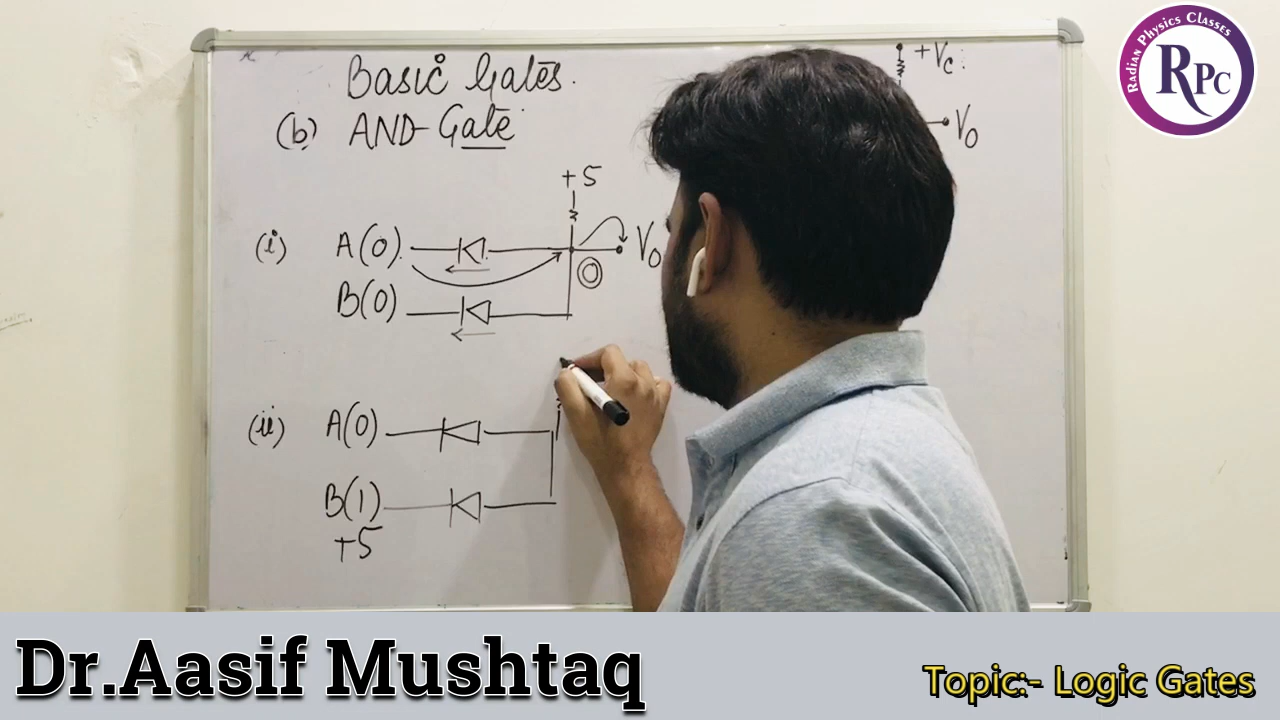 Basic Gates.
(b) AND-Gate
+5
(i) A(0)
V0
B(0)
0
(ii) A(0)
B(1)
+5
+Vc
V0
Radian Physics Classes
RPC
Dr.Aasif Mushtaq
Topic:- Logic Gates